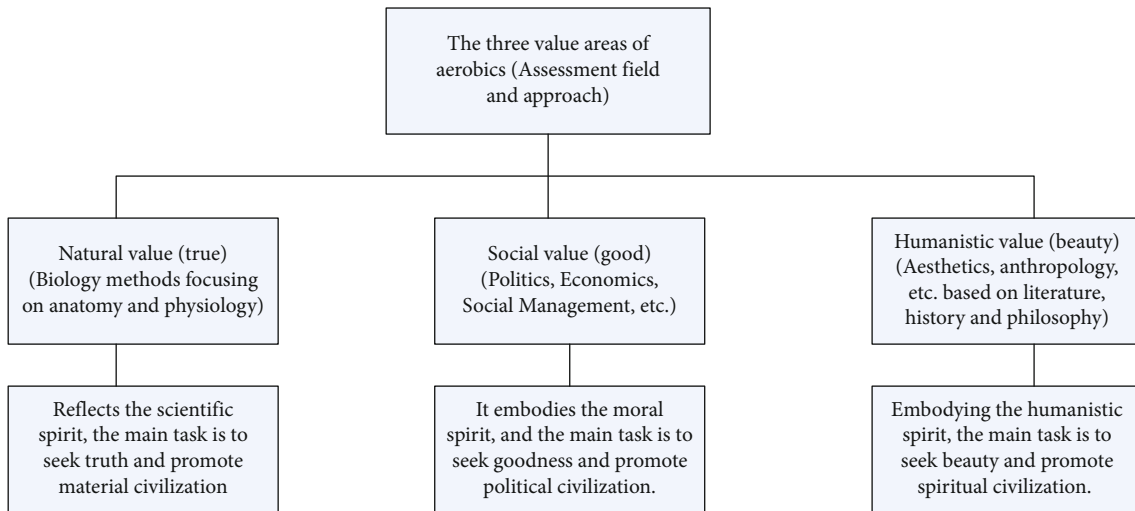 The three value areas of
aerobics (Assessment field
and approach)
Natural value (true)
(Biology methods focusing
on anatomy and physiology)
Social value (good)
(Politics, Economics,
Social Management, etc.)
Humanistic value (beauty)
(Aesthetics, anthropology,
etc. based on literature,
history and philosophy)
Reflects the scientific
spirit, the main task is to
seek truth and promote
material civilization
It embodies the moral
spirit, and the main task is to
seek goodness and promote
political civilization.
Embodying the humanistic
spirit, the main task is to
seek beauty and promote
spiritual civilization.